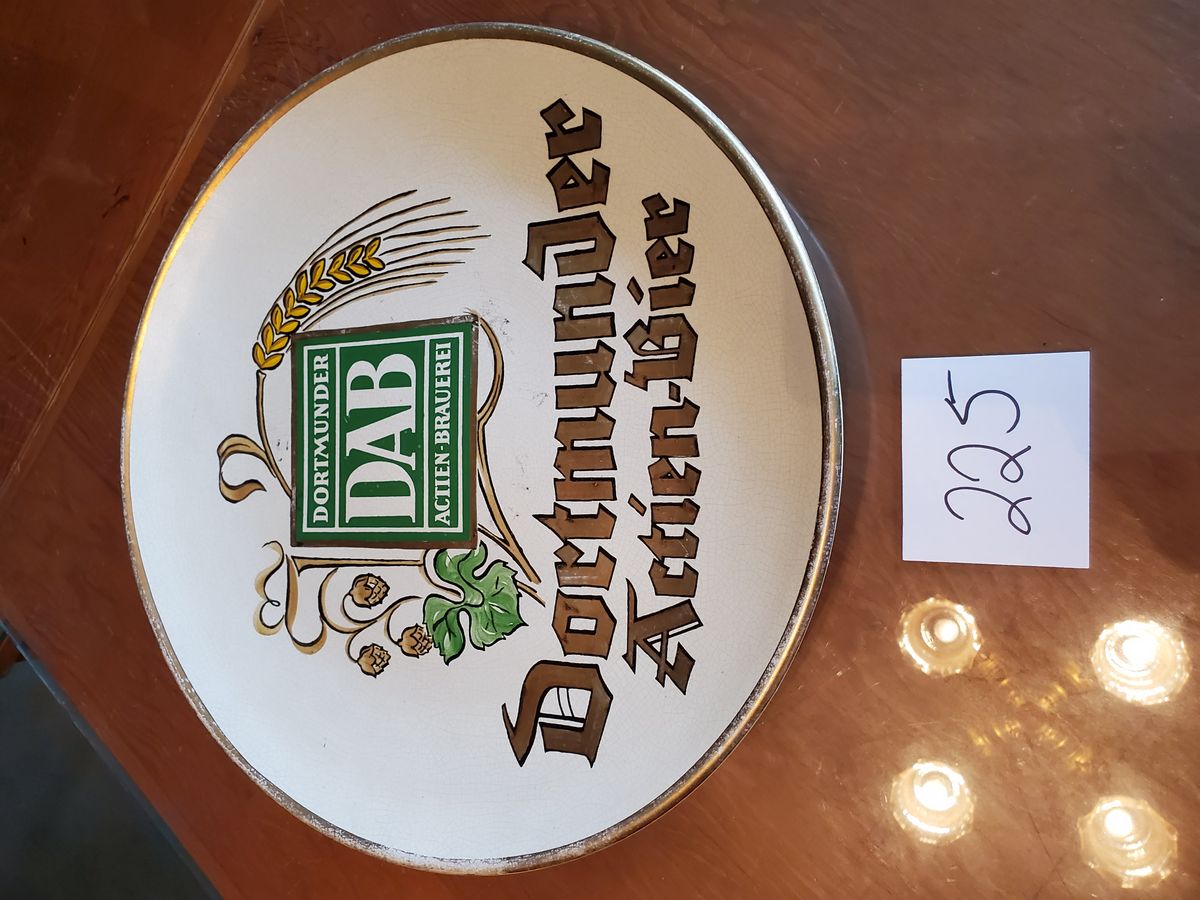 DORTMUNDER
DAB
ACTIEN-BRAUEREI
Dortmunder
Actien-Bier
225